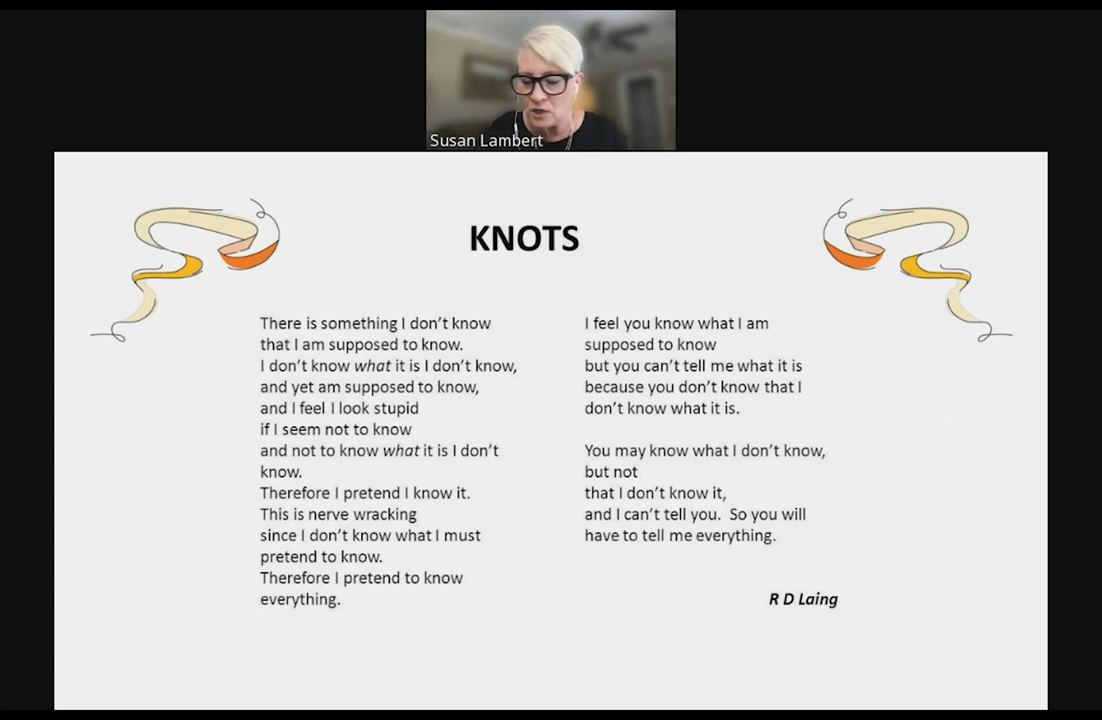 Susan Lambert
KNOTS
There is something I don’t know
that I am supposed to know.
I don’t know what it is I don’t know,
and yet am supposed to know,
and I feel I look stupid
if I seem not to know
and not to know what it is I don’t
know.
Therefore I pretend I know it.
This is nerve wracking
since I don’t know what I must
pretend to know.
Therefore I pretend to know
everything.
I feel you know what I am
supposed to know
but you can’t tell me what it is
because you don’t know that I
don’t know what it is.
You may know what I don’t know,
but not
that I don’t know it,
and I can’t tell you.  So you will
have to tell me everything.
R D Laing